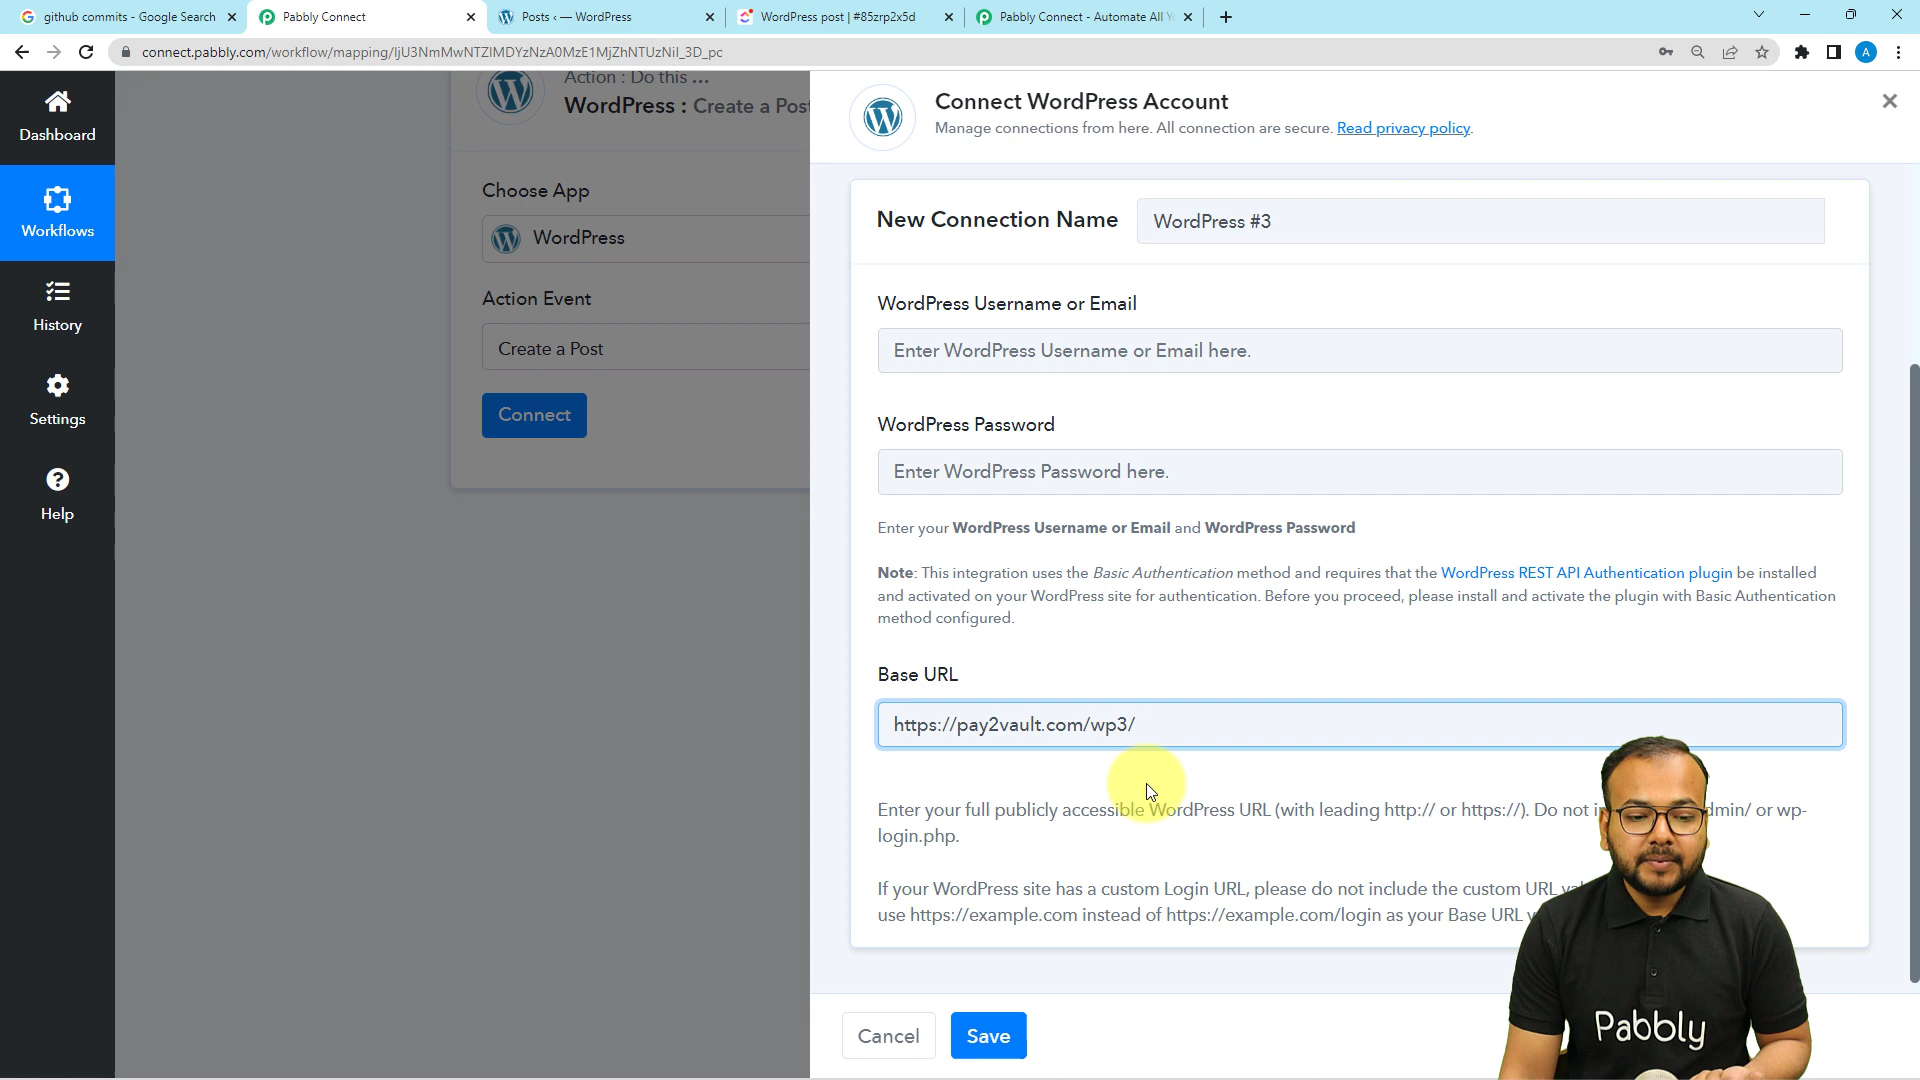 github commits - Google Search
Pabbly Connect
Posts ‹ — WordPress
WordPress post | #85zrp2x5d
Pabbly Connect - Automate All Y
connect.pabbly.com/workflow/mapping/
A
Dashboard
Workflows
History
Settings
Help
Action : Do this ...
WordPress : Create a Post
Choose App
WordPress
Action Event
Create a Post
Connect
Connect WordPress Account
Manage connections from here. All connection are secure. Read privacy policy.
New Connection Name
WordPress #3
WordPress Username or Email
Enter WordPress Username or Email here.
WordPress Password
Enter WordPress Password here.
Enter your WordPress Username or Email and WordPress Password
Note: This integration uses the Basic Authentication method and requires that the WordPress REST API Authentication plugin be installed
and activated on your WordPress site for authentication. Before you proceed, please install and activate the plugin with Basic Authentication
method configured.
Base URL
https://pay2vault.com/wp3/
Enter your full publicly accessible WordPress URL (with leading http:// or https://). Do not dmin/ or wp-
login.php.
If your WordPress site has a custom Login URL, please do not include the custom URL
use https://example.com instead of https://example.com/login as your Base URL
Cancel
Save
Pabbly